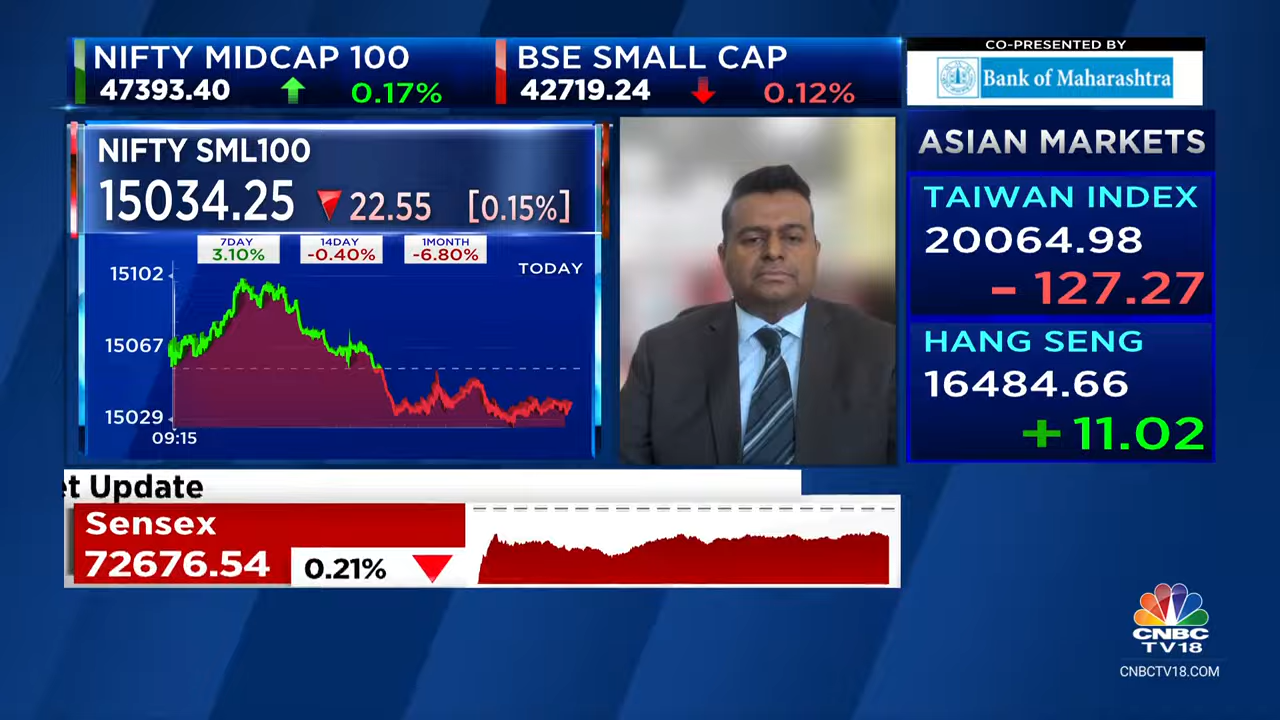 NIFTY MIDCAP 100
47393.40 0.17%
BSE SMALL CAP
42719.24 0.12%
CO-PRESENTED BY
Bank of Maharashtra
NIFTY SML100
15034.25 22.55 [0.15%]
7DAY
3.10%
14DAY
-0.40%
1MONTH
-6.80%
TODAY
15102
15067
15029
09:15
ASIAN MARKETS
TAIWAN INDEX
20064.98
- 127.27
HANG SENG
16484.66
+ 11.02
et Update
Sensex
72676.54 0.21%
CNBC
TV18
CNBCTV18.COM